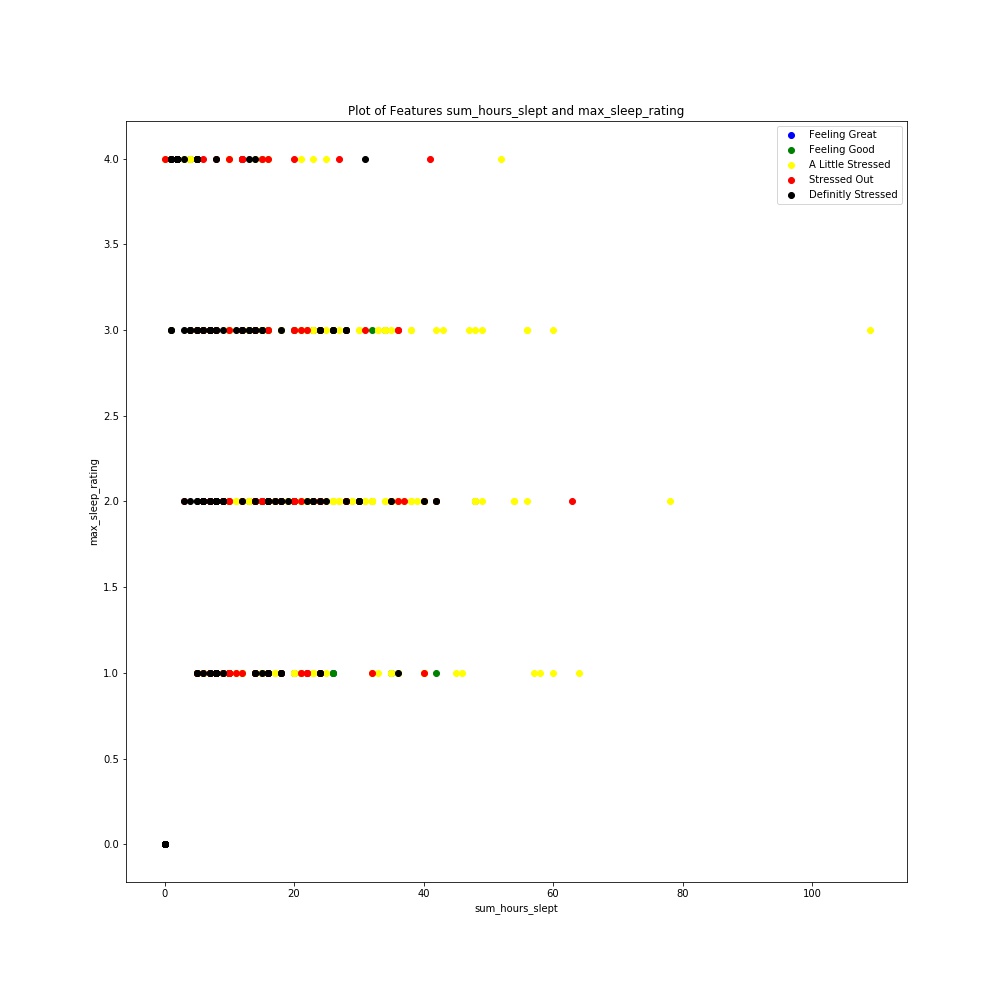 Plot of Features sum_hours_slept and max_sleep_rating
Feeling Great
Feeling Good
A Little Stressed
Stressed Out
Definitly Stressed
4.0
3.5
3.0
2.5
2.0
1.5
1.0
0.5
0.0
max_sleep_rating
0 20 40 60 80 100
sum_hours_slept